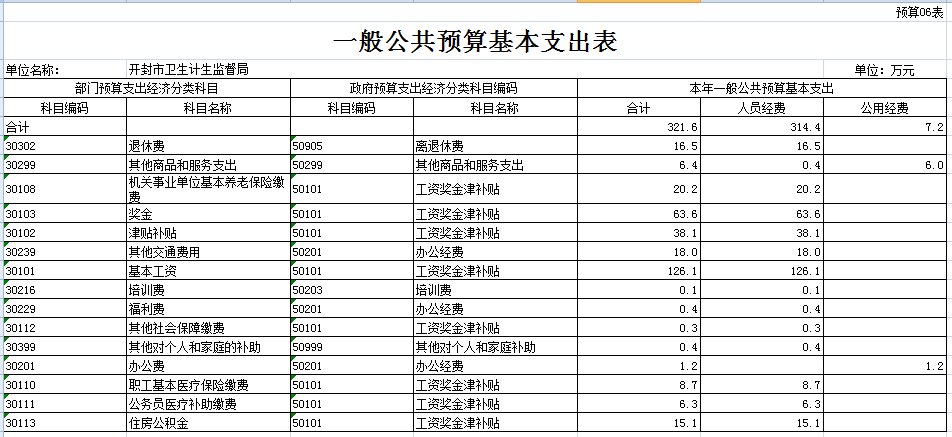 预算06表
一般公共预算基本支出表
单位名称： 开封市卫生计生监督局 单位：万元
部门预算支出经济分类科目 政府预算支出经济分类科目编码 本年一般公共预算基本支出
科目编码 科目名称 科目编码 科目名称 合计 人员经费 公用经费
合计 321.6 314.4 7.2
30302 退休费 50905 离退休费 16.5 16.5
30299 其他商品和服务支出 50299 其他商品和服务支出 6.4 0.4 6.0
30108 机关事业单位基本养老保险缴 50101 工资奖金津补贴 20.2 20.2
费
30103 奖金 50101 工资奖金津补贴 63.6 63.6
30102 津贴补贴 50101 工资奖金津补贴 38.1 38.1
30239 其他交通费用 50201 办公经费 18.0 18.0
30101 基本工资 50101 工资奖金津补贴 126.1 126.1
30216 培训费 50203 培训费 0.1 0.1
30229 福利费 50201 办公经费 0.4 0.4
30112 其他社会保障缴费 50101 工资奖金津补贴 0.3 0.3
30399 其他对个人和家庭的补助 50999 其他对个人和家庭补助 0.4 0.4
30201 办公费 50201 办公经费 1.2 1.2
30110 职工基本医疗保险缴费 50101 工资奖金津补贴 8.7 8.7
30111 公务员医疗补助缴费 50101 工资奖金津补贴 6.3 6.3
30113 住房公积金 50101 工资奖金津补贴 15.1 15.1